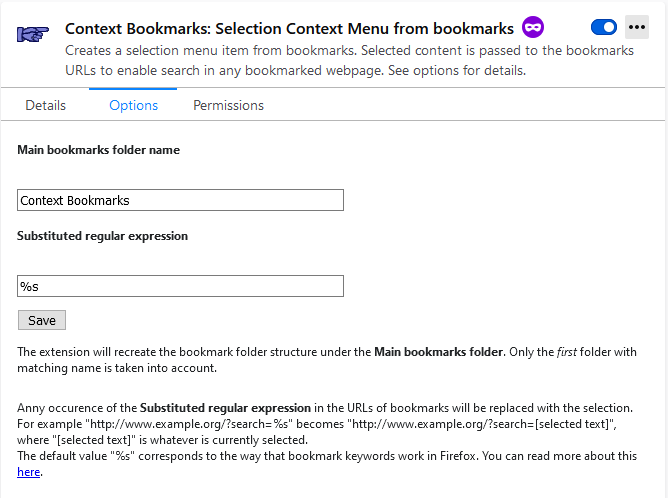 Context Bookmarks: Selection Context Menu from bookmarks
Creates a selection menu item from bookmarks. Selected content is passed to the bookmarks
URLs to enable search in any bookmarked webpage. See options for details.
Details Options Permissions
Main bookmarks folder name
Context Bookmarks
Substituted regular expression
%s
Save
The extension will recreate the bookmark folder structure under the Main bookmarks folder. Only the first folder with
matching name is taken into account.
Anny occurence of the Substituted regular expression in the URLs of bookmarks will be replaced with the selection.
For example "http://www.example.org/?search=%s" becomes "http://www.example.org/?search=[selected text]",
where "[selected text]" is whatever is currently selected.
The default value "%s" corresponds to the way that bookmark keywords work in Firefox. You can read more about this
here.